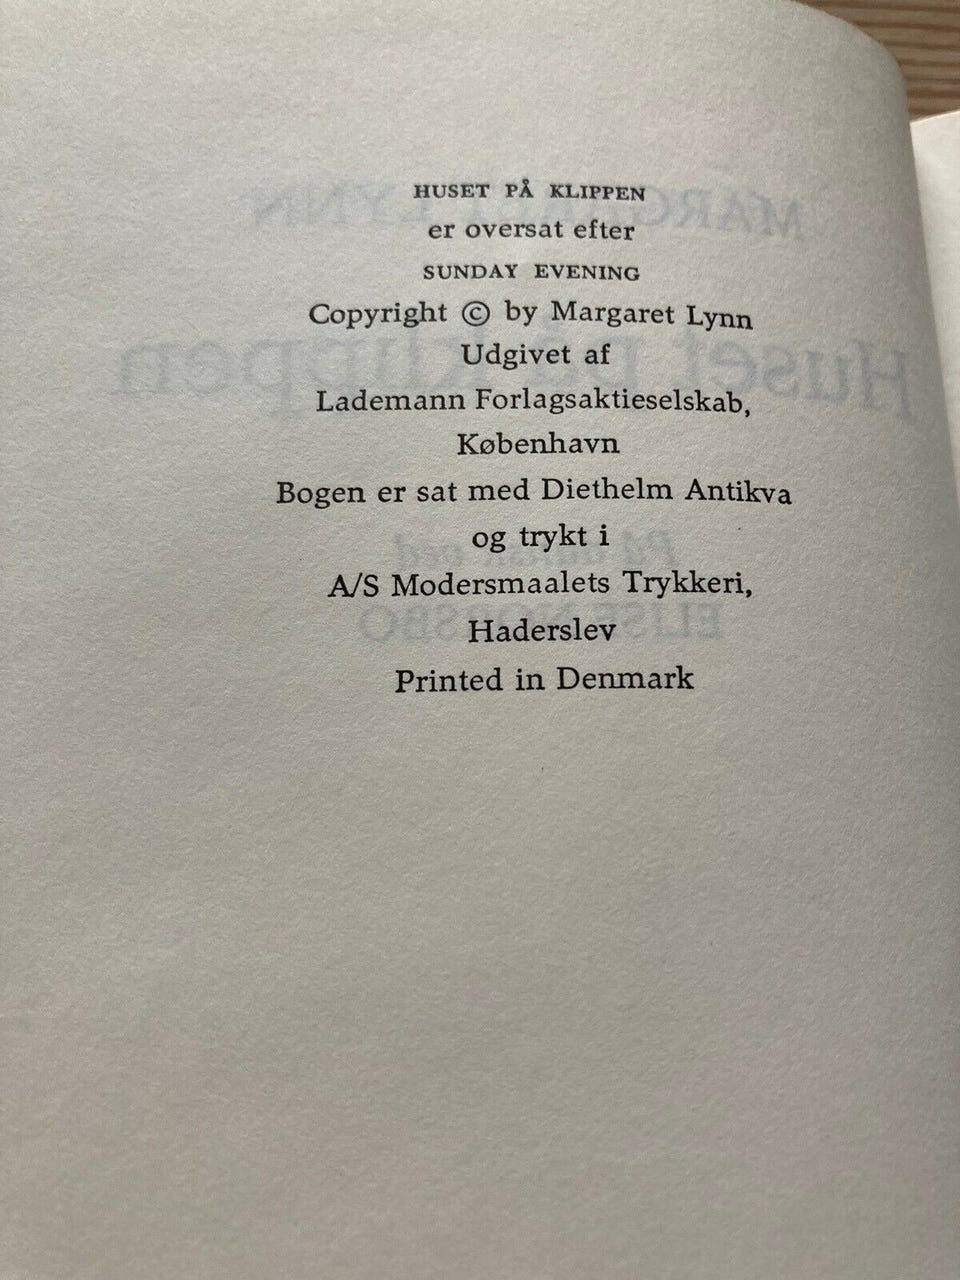 HUSET PÅ KLIPPEN
er oversat efter
SUNDAY EVENING
Copyright © by Margaret Lynn
Udgivet af
Lademann Forlagsaktieselskab,
København
Bogen er sat med Diethelm Antikva
og trykt i
A/S Modersmaalets Trykkeri,
Haderslev
Printed in Denmark